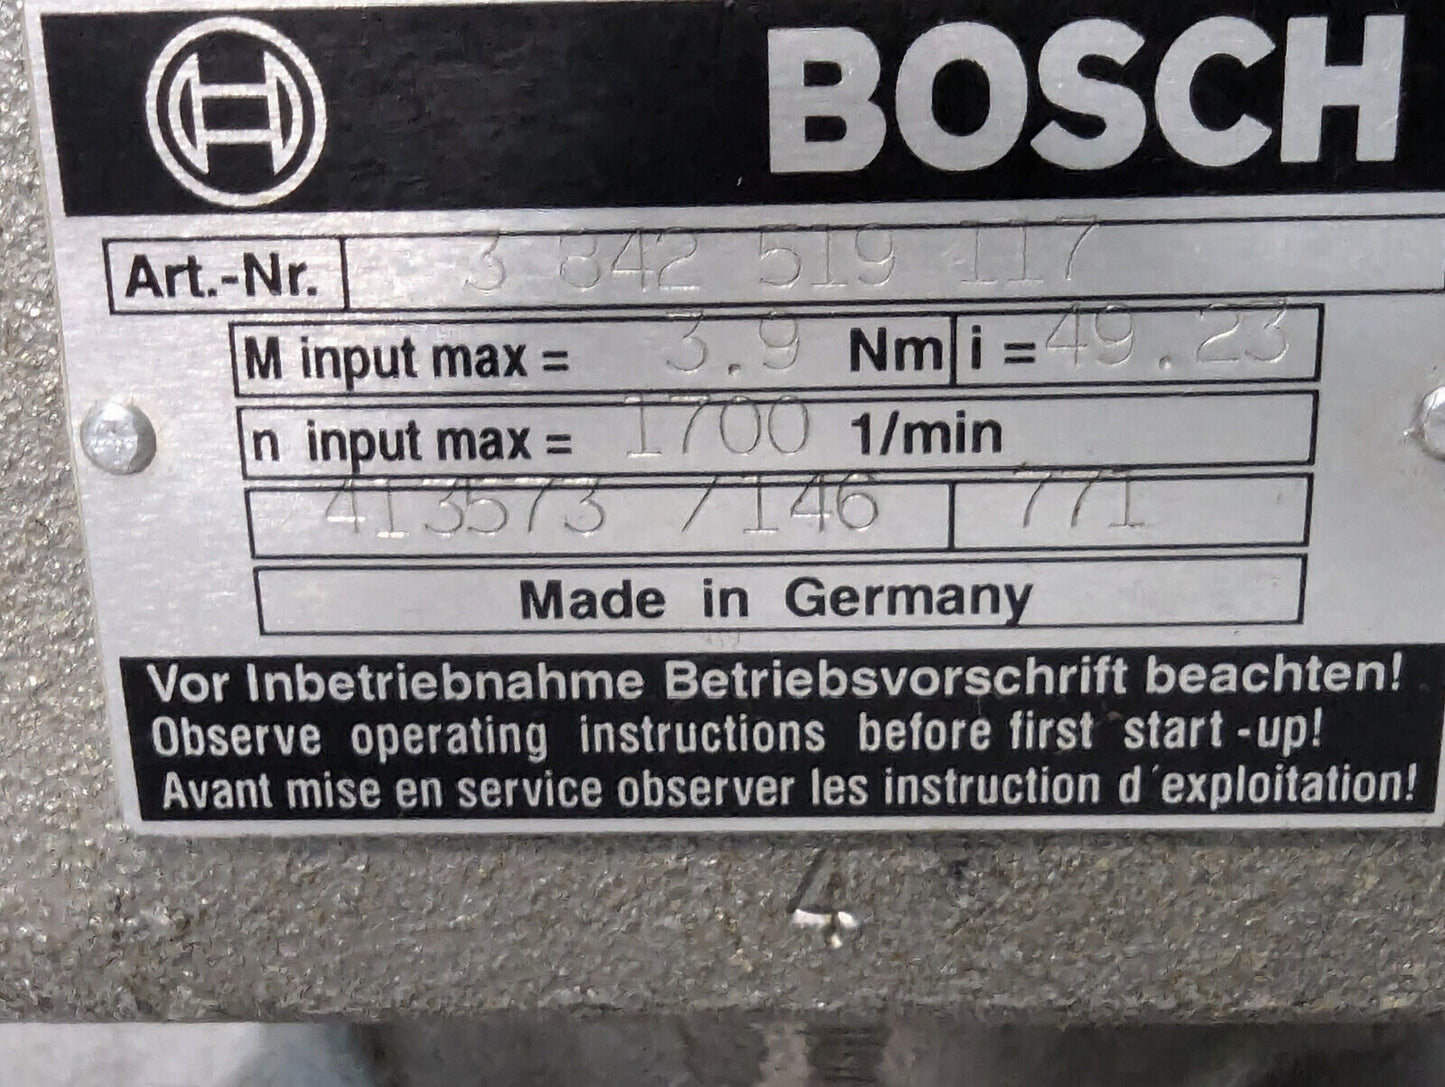 BOSCH
Art.-Nr. 3 842 519 117
M input max = 3.9 Nm i = 49.23
n input max = 1700 1/min
413573 /146 771
Made in Germany
Vor Inbetriebnahme Betriebsvorschrift beachten!
Observe operating instructions before first start-up!
Avant mise en service observer les instruction d'exploitation!
4